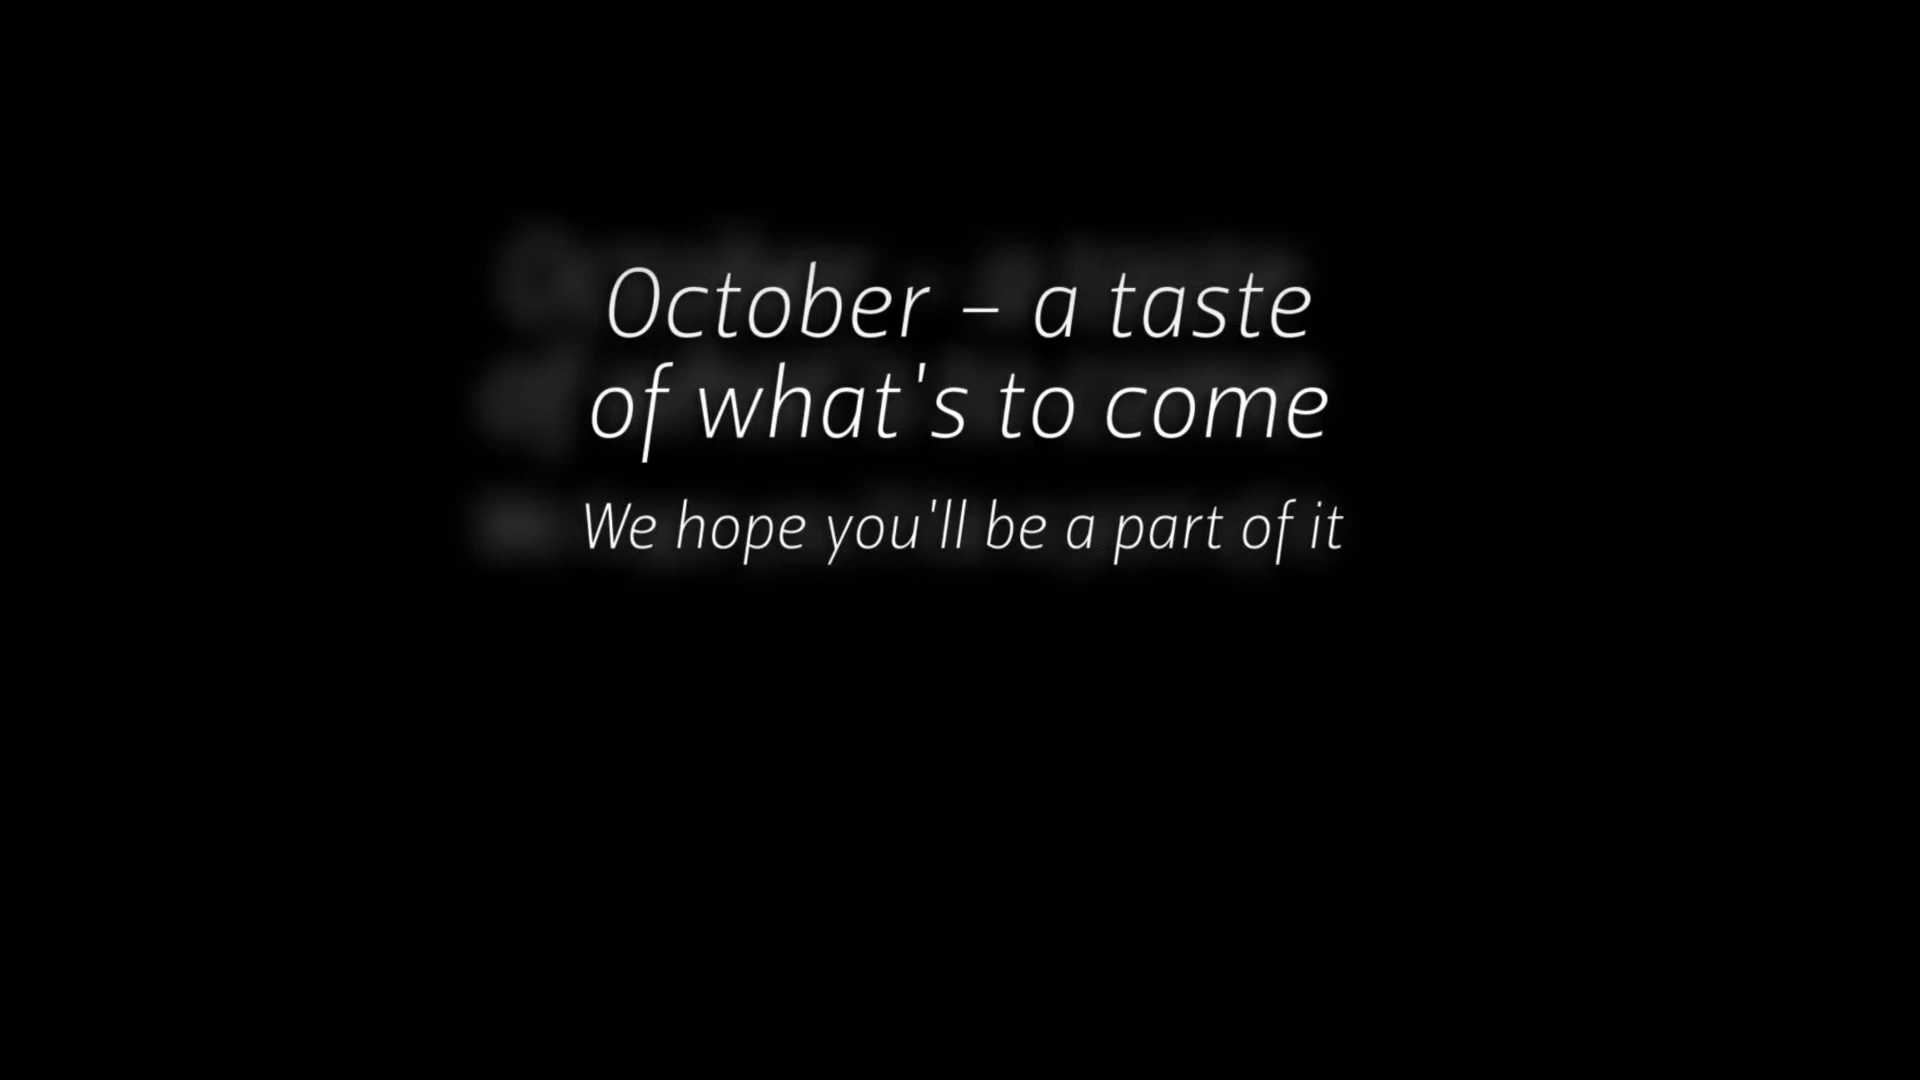 October – a taste
of what's to come
We hope you'll be a part of it